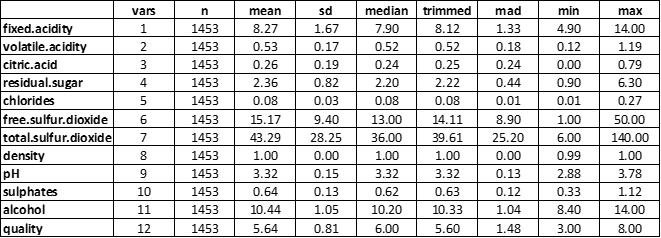 vars n mean sd median trimmed mad min max
fixed.acidity 1 1453 8.27 1.67 7.90 8.12 1.33 4.90 14.00
volatile.acidity 2 1453 0.53 0.17 0.52 0.52 0.18 0.12 1.19
citric.acid 3 1453 0.26 0.19 0.24 0.25 0.24 0.00 0.79
residual.sugar 4 1453 2.36 0.82 2.20 2.22 0.44 0.90 6.30
chlorides 5 1453 0.08 0.03 0.08 0.08 0.01 0.01 0.27
free.sulfur.dioxide 6 1453 15.17 9.40 13.00 14.11 8.90 1.00 50.00
total.sulfur.dioxide 7 1453 43.29 28.25 36.00 39.61 25.20 6.00 140.00
density 8 1453 1.00 0.00 1.00 1.00 0.00 0.99 1.00
pH 9 1453 3.32 0.15 3.32 3.32 0.13 2.88 3.78
sulphates 10 1453 0.64 0.13 0.62 0.63 0.12 0.33 1.12
alcohol 11 1453 10.44 1.05 10.20 10.33 1.04 8.40 14.00
quality 12 1453 5.64 0.81 6.00 5.60 1.48 3.00 8.00